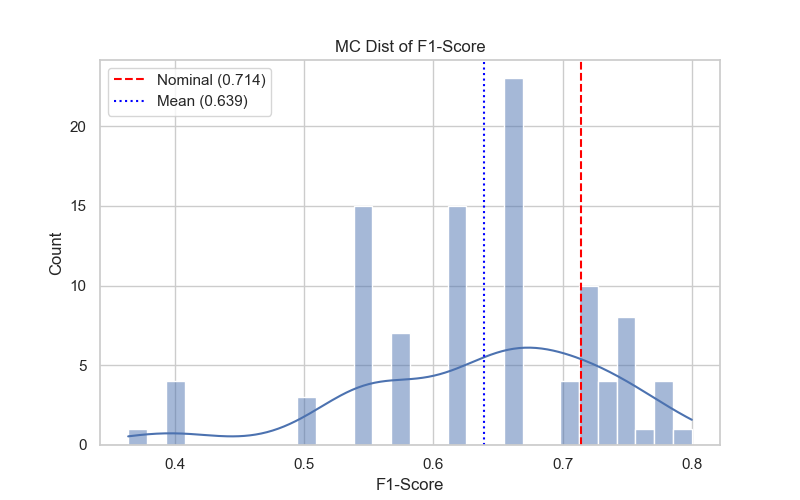 MC Dist of F1-Score
Nominal (0.714)
Mean (0.639)
20
15
10
5
0
Count
0.4 0.5 0.6 0.7 0.8
F1-Score